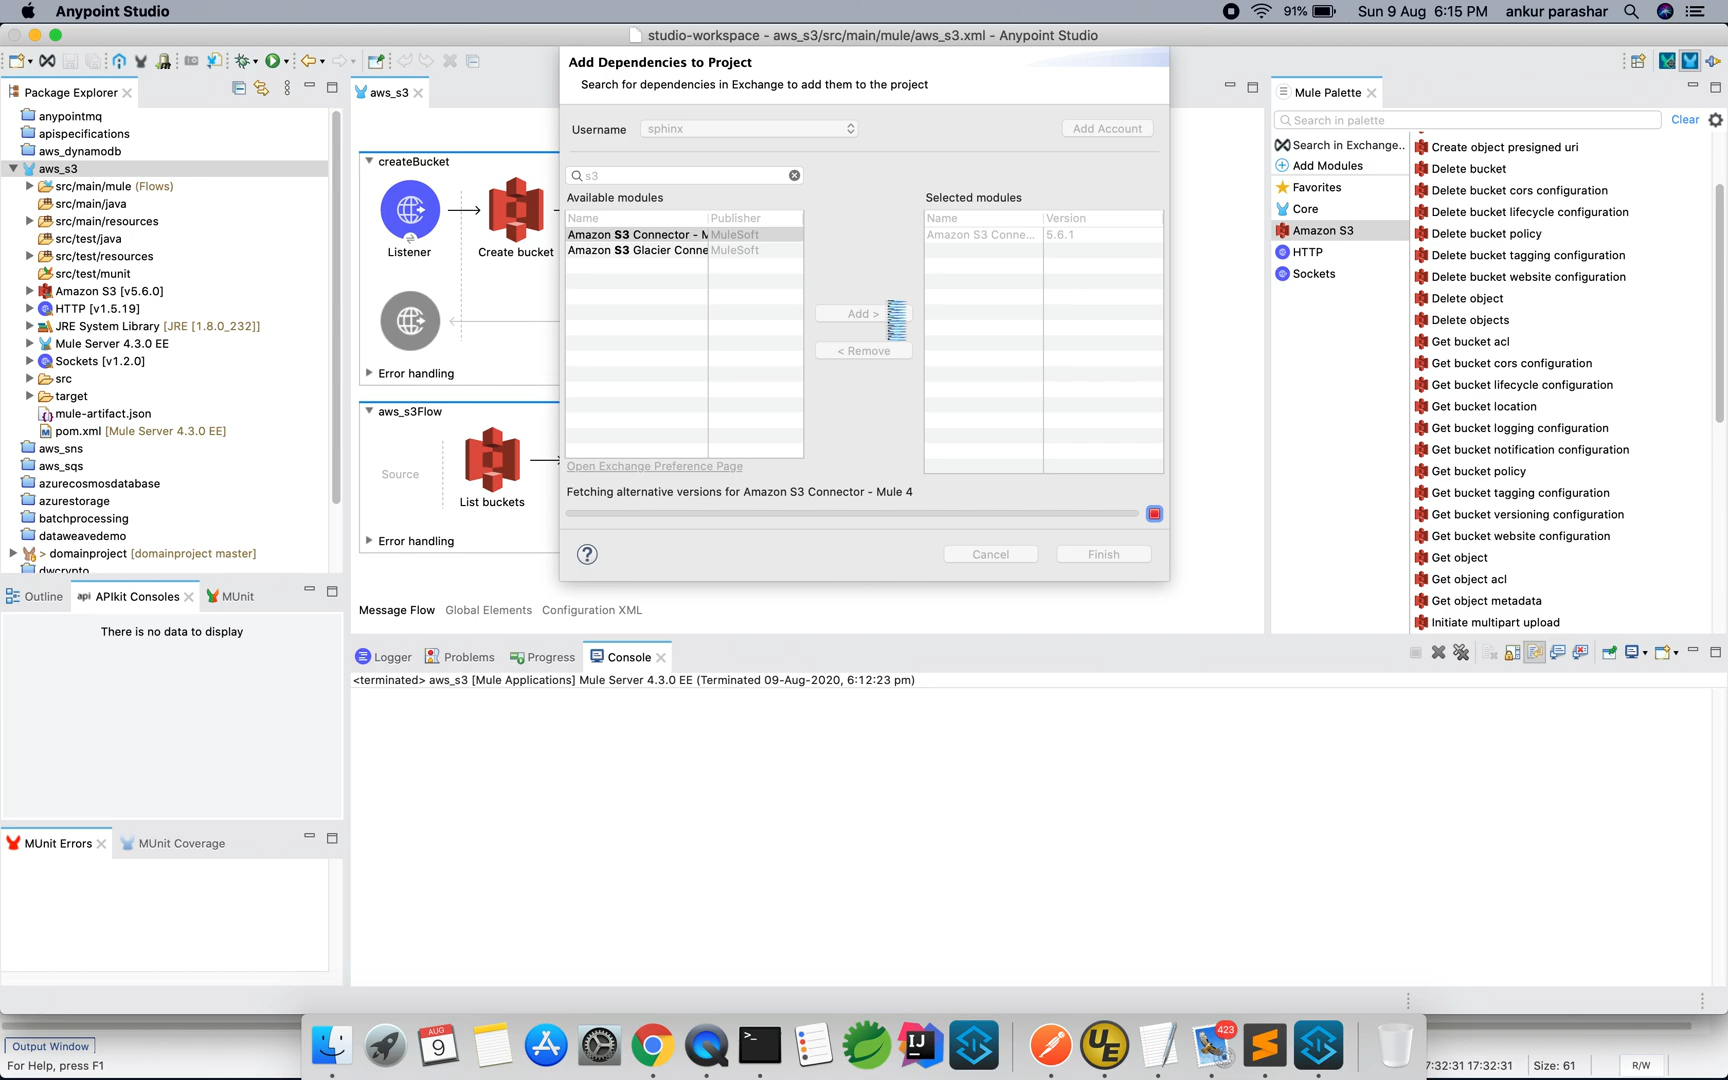 Anypoint Studio
91%
Sun 9 Aug 6:15 PM
ankur parashar
studio-workspace - aws_s3/src/main/mule/aws_s3.xml - Anypoint Studio
Package Explorer
anypointmq
apispecifications
aws_dynamodb
aws_s3
src/main/mule (Flows)
src/main/java
src/main/resources
src/test/java
src/test/resources
src/test/munit
Amazon S3 [v5.6.0]
HTTP [v1.5.19]
JRE System Library [JRE [1.8.0_232]]
Mule Server 4.3.0 EE
Sockets [v1.2.0]
src
target
mule-artifact.json
pom.xml [Mule Server 4.3.0 EE]
aws_sns
aws_sqs
azurecosmosdatabase
azurestorage
batchprocessing
dataweavedemo
> domainproject [domainproject master]
dwcrypto
aws_s3
createBucket
Listener
Create bucket
Error handling
aws_s3Flow
Source
List buckets
Error handling
Message Flow
Global Elements
Configuration XML
Add Dependencies to Project
Search for dependencies in Exchange to add them to the project
Username
sphinx
Add Account
s3
Available modules
Name
Publisher
Amazon S3 Connector - M
MuleSoft
Amazon S3 Glacier Conne
MuleSoft
Add >
< Remove
Selected modules
Name
Version
Amazon S3 Conne...
5.6.1
Open Exchange Preference Page
Fetching alternative versions for Amazon S3 Connector - Mule 4
Cancel
Finish
Mule Palette
Search in palette
Clear
Search in Exchange..
Add Modules
Favorites
Core
Amazon S3
HTTP
Sockets
Create object presigned uri
Delete bucket
Delete bucket cors configuration
Delete bucket lifecycle configuration
Delete bucket policy
Delete bucket tagging configuration
Delete bucket website configuration
Delete object
Delete objects
Get bucket acl
Get bucket cors configuration
Get bucket lifecycle configuration
Get bucket location
Get bucket logging configuration
Get bucket notification configuration
Get bucket policy
Get bucket tagging configuration
Get bucket versioning configuration
Get bucket website configuration
Get object
Get object acl
Get object metadata
Initiate multipart upload
Outline
api APIkit Consoles
MUnit
There is no data to display
MUnit Errors
MUnit Coverage
Logger
Problems
Progress
Console
<terminated> aws_s3 [Mule Applications] Mule Server 4.3.0 EE (Terminated 09-Aug-2020, 6:12:23 pm)
AUG
9
IJ
UE
423
Output Window
For Help, press F1
7:32:31 17:32:31
Size: 61
R/W